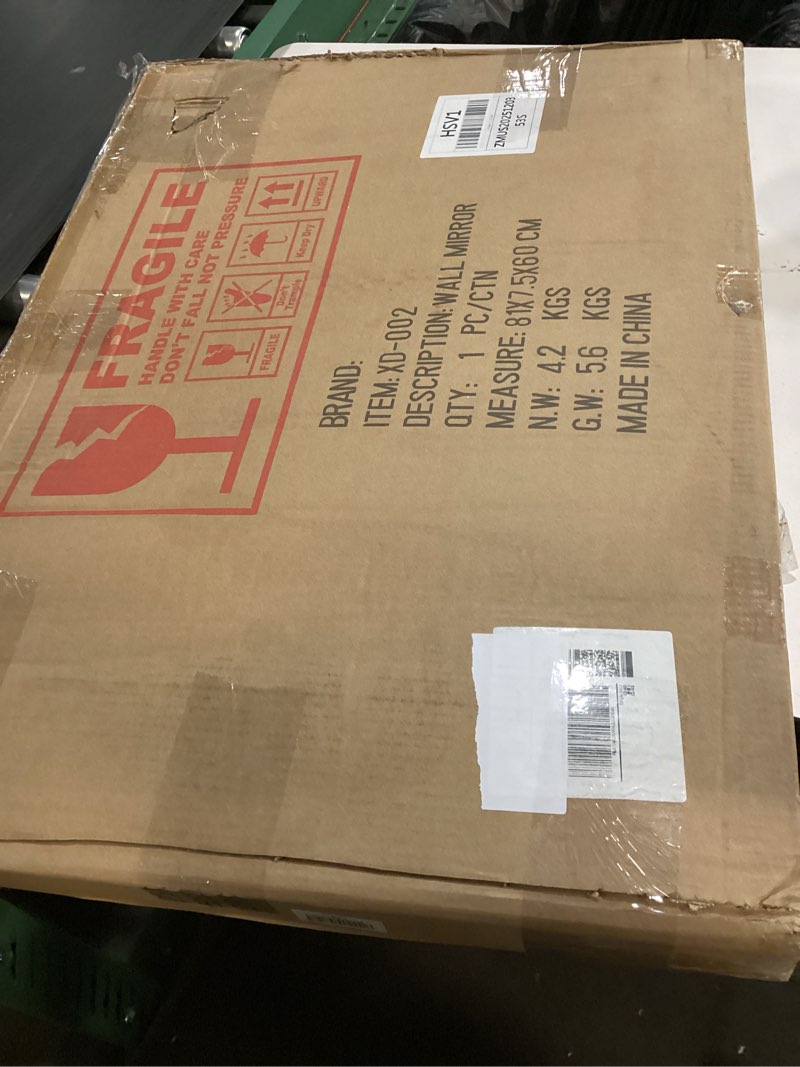 FRAGILE
HANDLE WITH CARE
DON'T FALL NOT PRESSURE
FRAGILE
Don't
Trample
Keep Dry
UPWARD
BRAND:
ITEM: XD-002
DESCRIPTION: WALL MIRROR
QTY: 1 PC/CTN
MEASURE: 81X7.5X60 CM
N.W: 4.2 KGS
G.W: 5.6 KGS
MADE IN CHINA
HSV1
ZMUS20251203
535